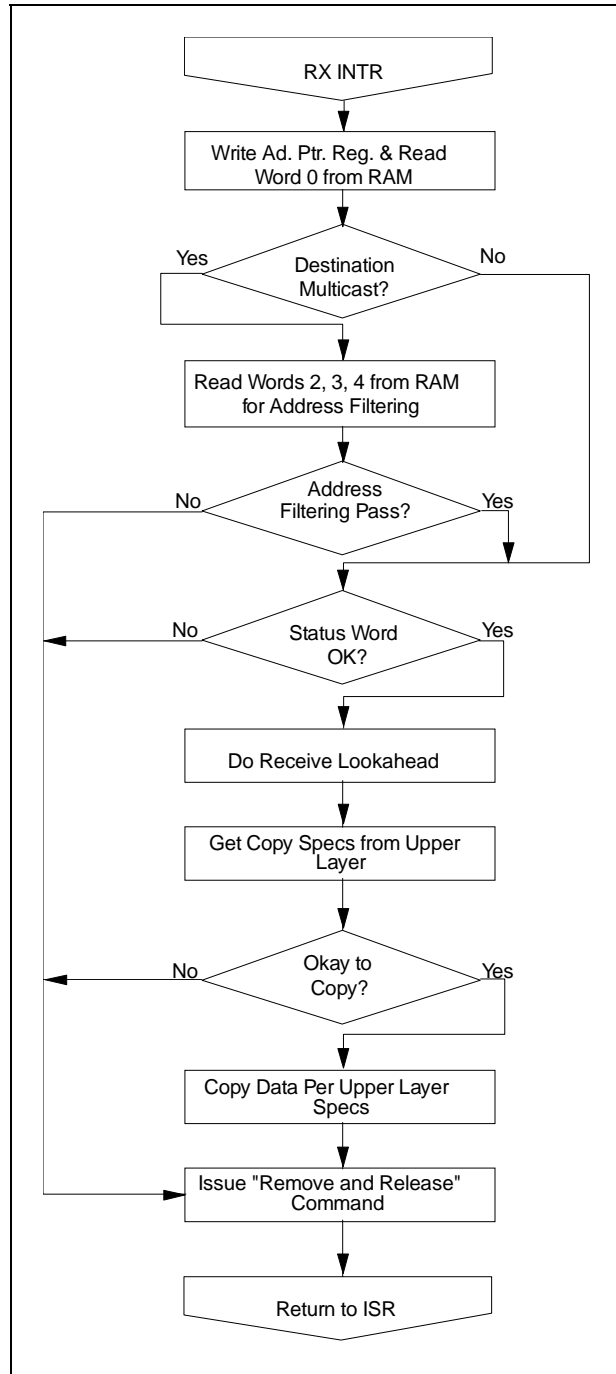 RX INTR
Write Ad. Ptr. Reg. & Read
Word 0 from RAM
Yes
No
Destination
Multicast?
Read Words 2, 3, 4 from RAM
for Address Filtering
No
Address
Filtering Pass?
Yes
No
Status Word
OK?
Yes
Do Receive Lookahead
Get Copy Specs from Upper
Layer
No
Okay to
Copy?
Yes
Copy Data Per Upper Layer
Specs
Issue "Remove and Release"
Command
Return to ISR